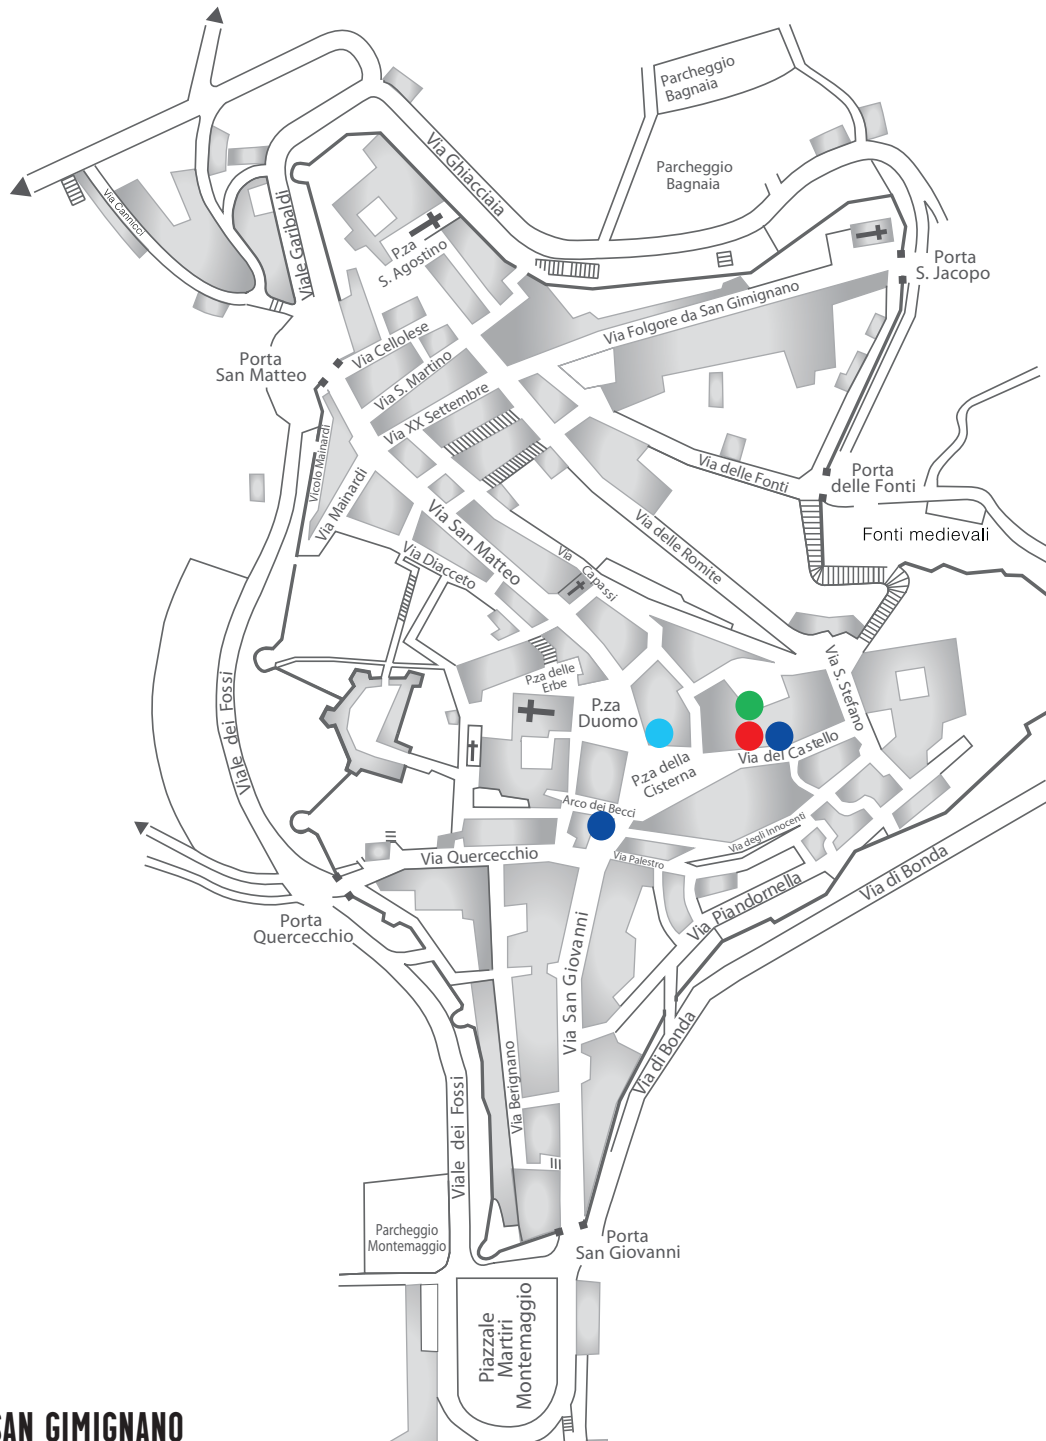 Parcheggio
Bagnaia
Via Ghiacciaia
Parcheggio
Bagnaia
Via Cannicci
Viale Garibaldi
P.za
S. Agostino
Porta
S. Jacopo
Via Folgore da San Gimignano
Via Cellolese
Porta
San Matteo
Via S. Martino
Via XX Settembre
Vicolo Mainardi
Via Mainardi
Via delle Fonti
Porta
delle Fonti
Via San Matteo
Via delle Romite
Fonti medievali
Via Diacceto
Via Capassi
Via S. Stefano
P.za delle
Erbe
P.za
Duomo
Viale dei Fossi
Via del Castello
P.za della
Cisterna
Arco dei Becci
Via degli Innocenti
Via Quercecchio
Via Palestro
Via Piandornella
Via di Bonda
Porta
Quercecchio
Via San Giovanni
Via di Bonda
Via Berignano
Viale dei Fossi
Parcheggio
Montemaggio
Porta
San Giovanni
Piazzale
Martiri
Montemaggio
SAN GIMIGNANO